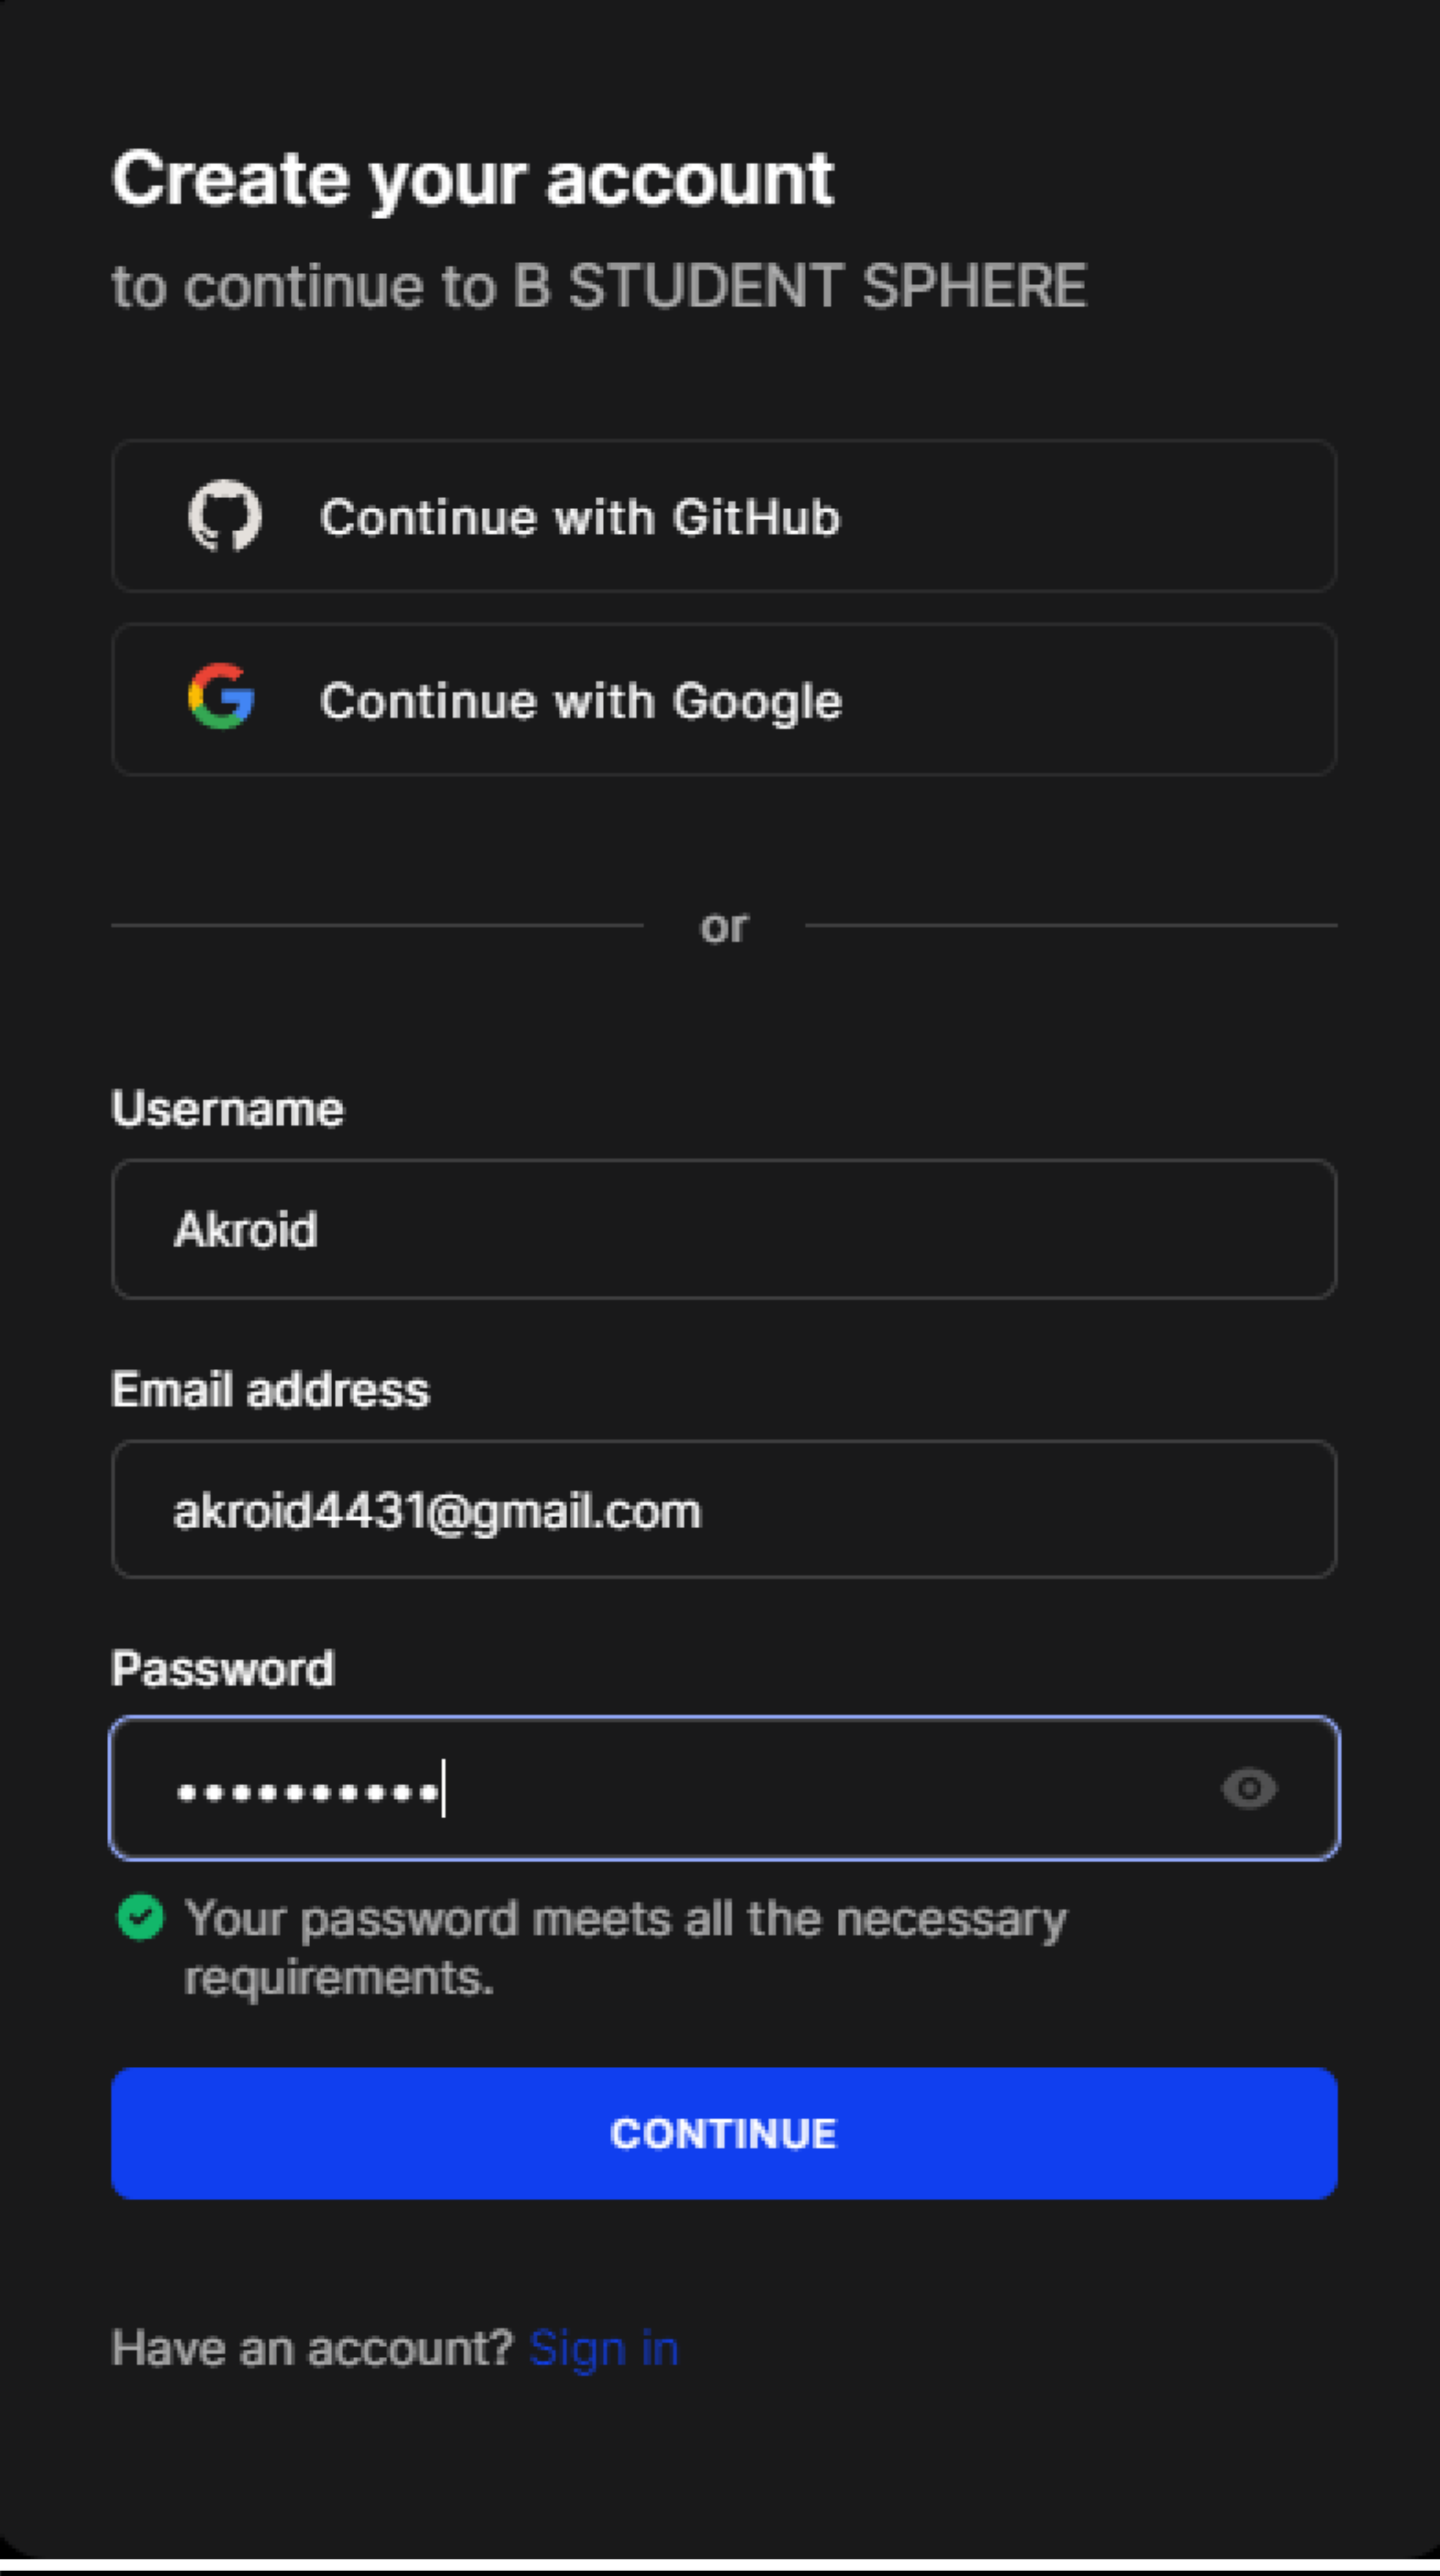 Create your account
to continue to B STUDENT SPHERE
Continue with GitHub
Continue with Google
or
Username
Akroid
Email address
akroid4431@gmail.com
Password
••••••••••
Your password meets all the necessary
requirements.
CONTINUE
Have an account? Sign in